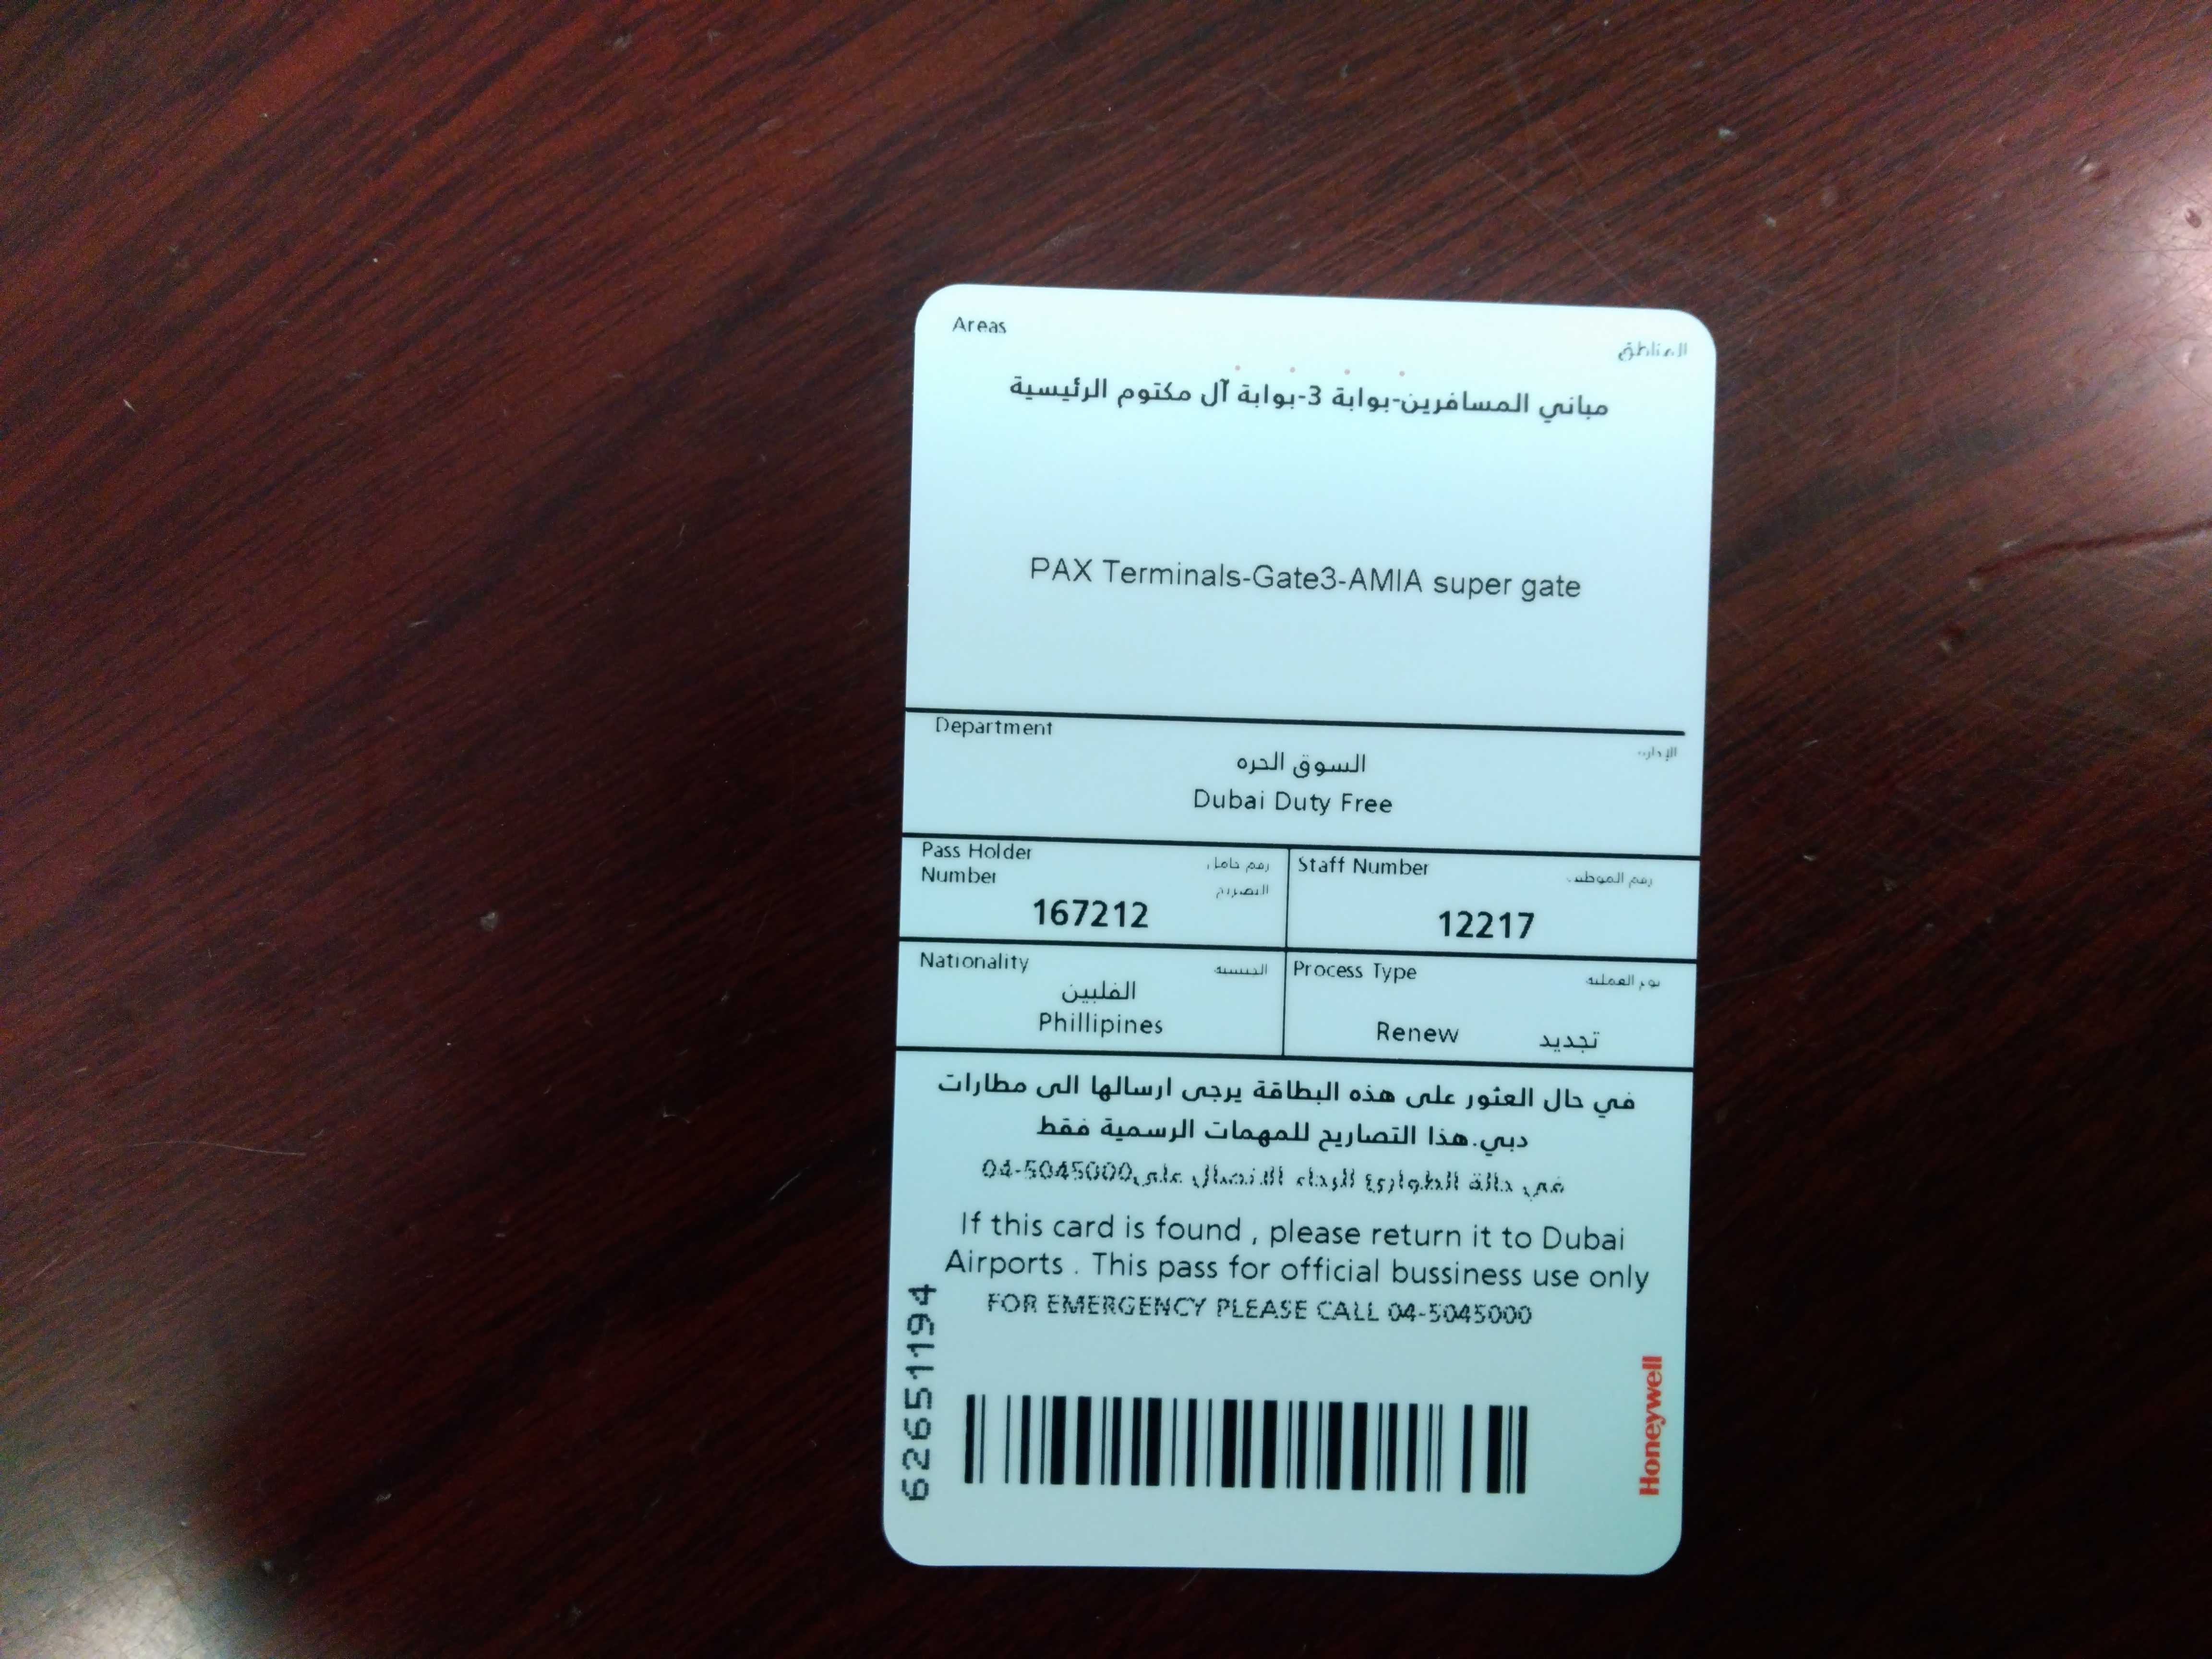 Areas
المناطق
مباني المسافرين-بوابة 3-بوابة آل مكتوم الرئيسية
PAX Terminals-Gate3-AMIA super gate
Department
الإدارة
السوق الحره
Dubai Duty Free
Pass Holder
Number
رقم حامل
التصريح
167212
Staff Number
رقم الموظف
12217
Nationality
الجنسية
الفلبين
Phillipines
Process Type
نوع العملية
Renew
تجديد
في حال العثور على هذه البطاقة يرجى ارسالها الى مطارات
دبي.هذا التصاريح للمهمات الرسمية فقط
في حالة الطوارئ الرجاء الاتصال على04-5045000
If this card is found , please return it to Dubai
Airports . This pass for official bussiness use only
FOR EMERGENCY PLEASE CALL 04-5045000
62651194
Honeywell